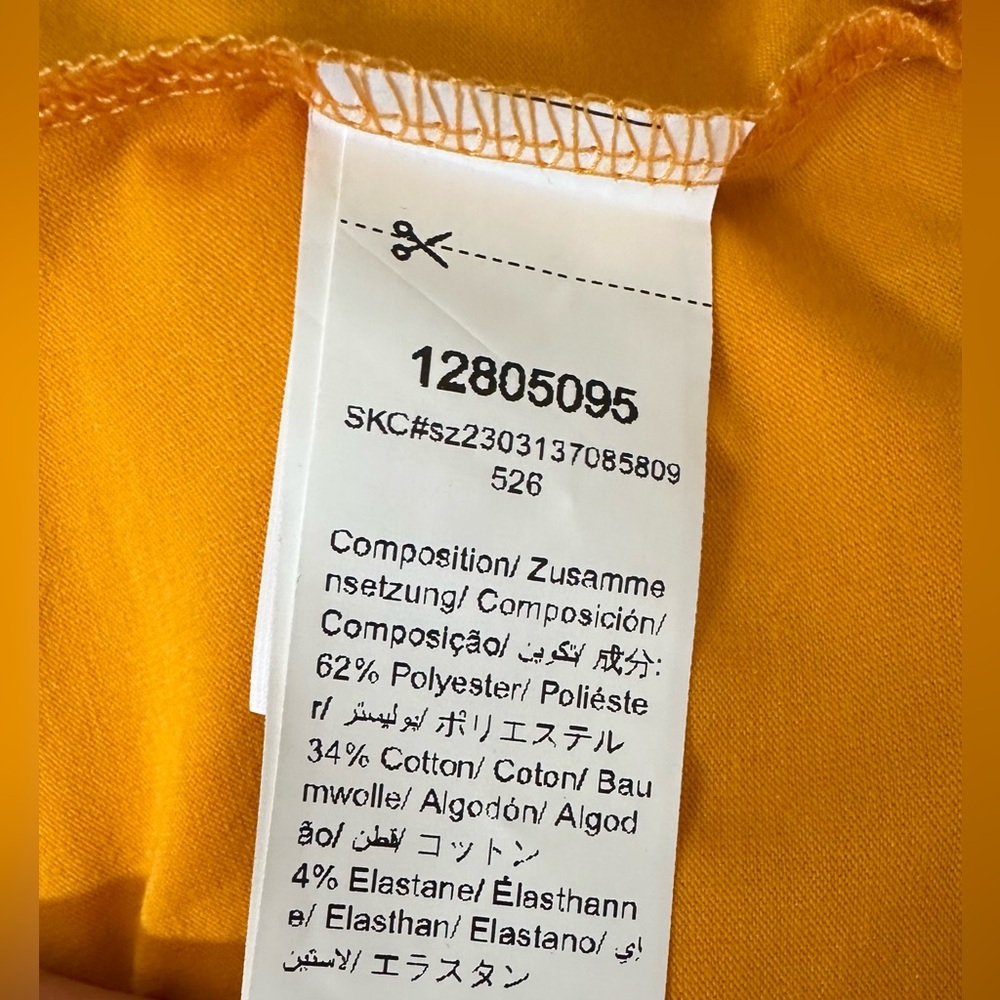 12805095
SKC#sz2303137085809
526
Composition/ Zusamme
nsetzung/ Composición/
Composição/ تكوين/ 成分:
62% Polyester/ Poliéste
r/ بوليستر/ ポリエステル
34% Cotton/ Coton/ Bau
mwolle/ Algodón/ Algod
ão/ قطن/ コットン
4% Elastane/ Élasthann
e/ Elasthan/ Elastano/ إي
لاستين/ エラスタン